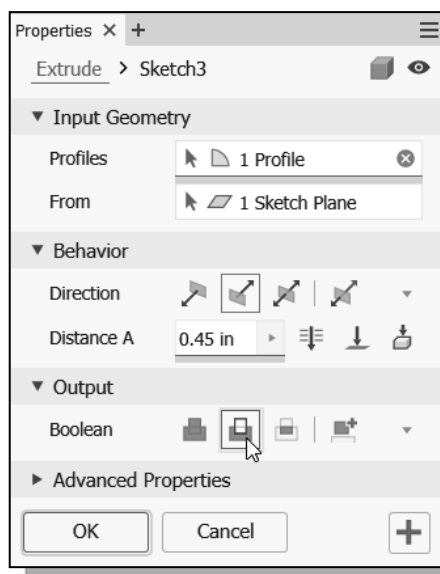 Properties × +
Extrude > Sketch3
Input Geometry
Profiles 1 Profile
From 1 Sketch Plane
Behavior
Direction
Distance A 0.45 in
Output
Boolean
Advanced Properties
OK Cancel +